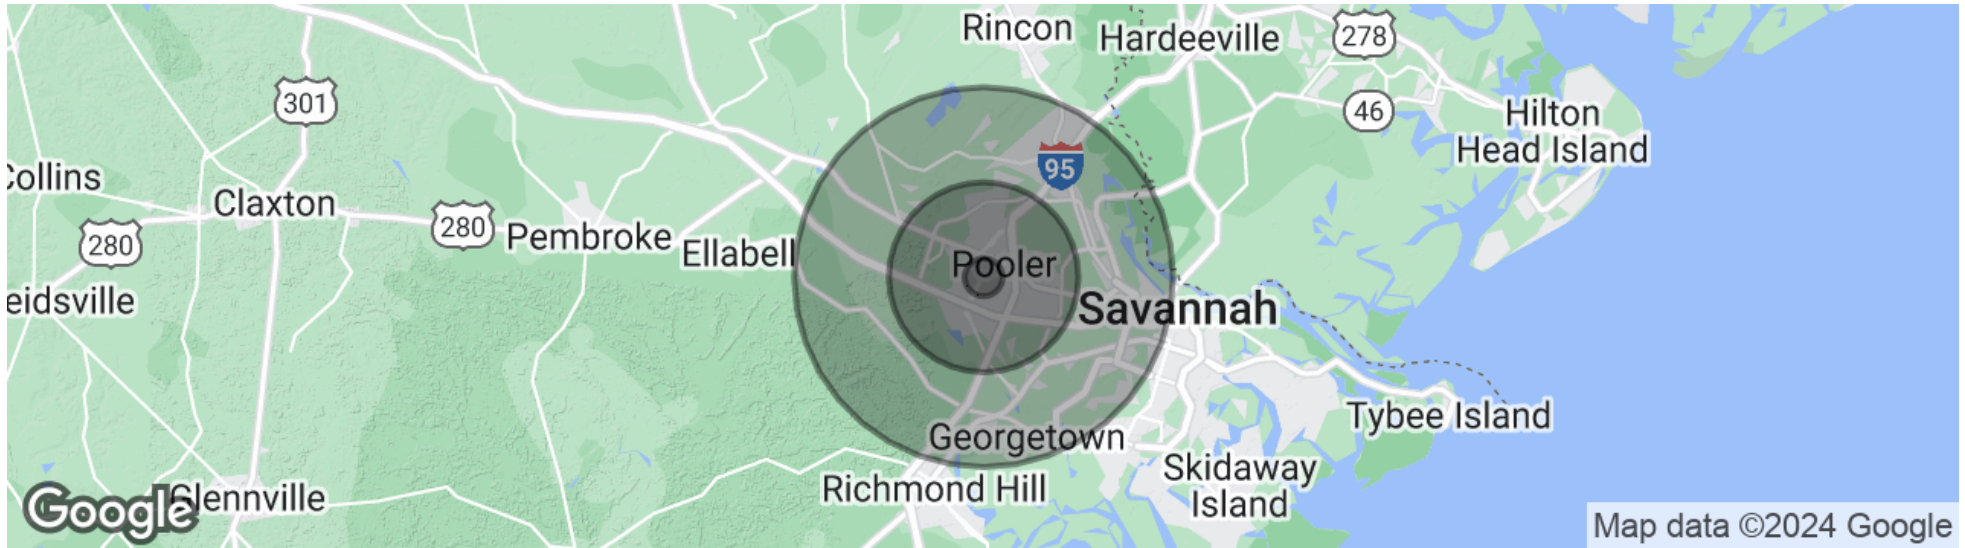 Rincon
Hardeeville
278
301
46
Hilton
Head Island
95
Collins
Claxton
280
280
Pembroke
Ellabell
Pooler
eidsville
Savannah
Tybee Island
Georgetown
Skidaway
Island
Richmond Hill
Glennville
Google
Map data ©2024 Google